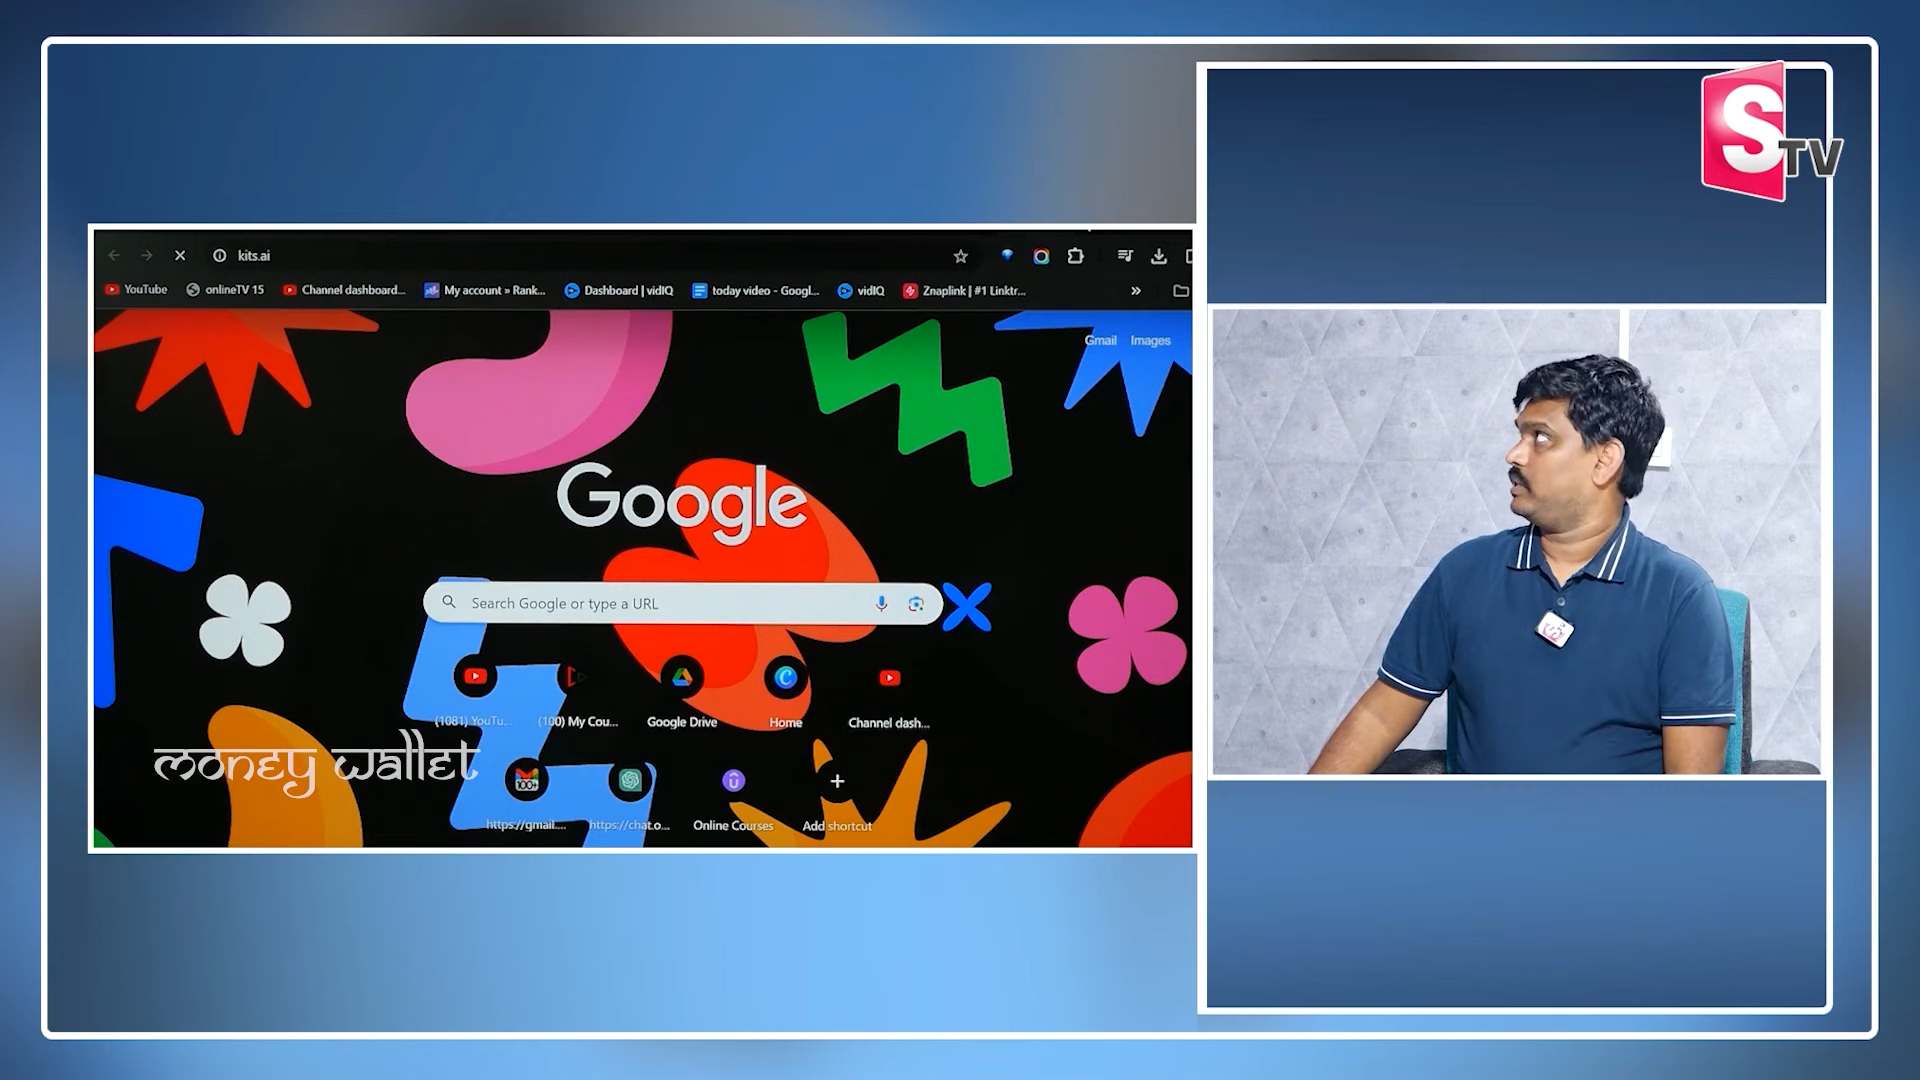 STV
kits.ai
YouTube onlineTV 15 Channel dashboard... My account » Rank... Dashboard | vidIQ today video - Googl... vidIQ Znaplink | #1 Linktr... »
Gmail Images
Google
Search Google or type a URL
(1081) YouTu... (100) My Cou... Google Drive Home Channel dash...
money wallet
100+
https://gmail.... https://chat.o... Online Courses Add shortcut